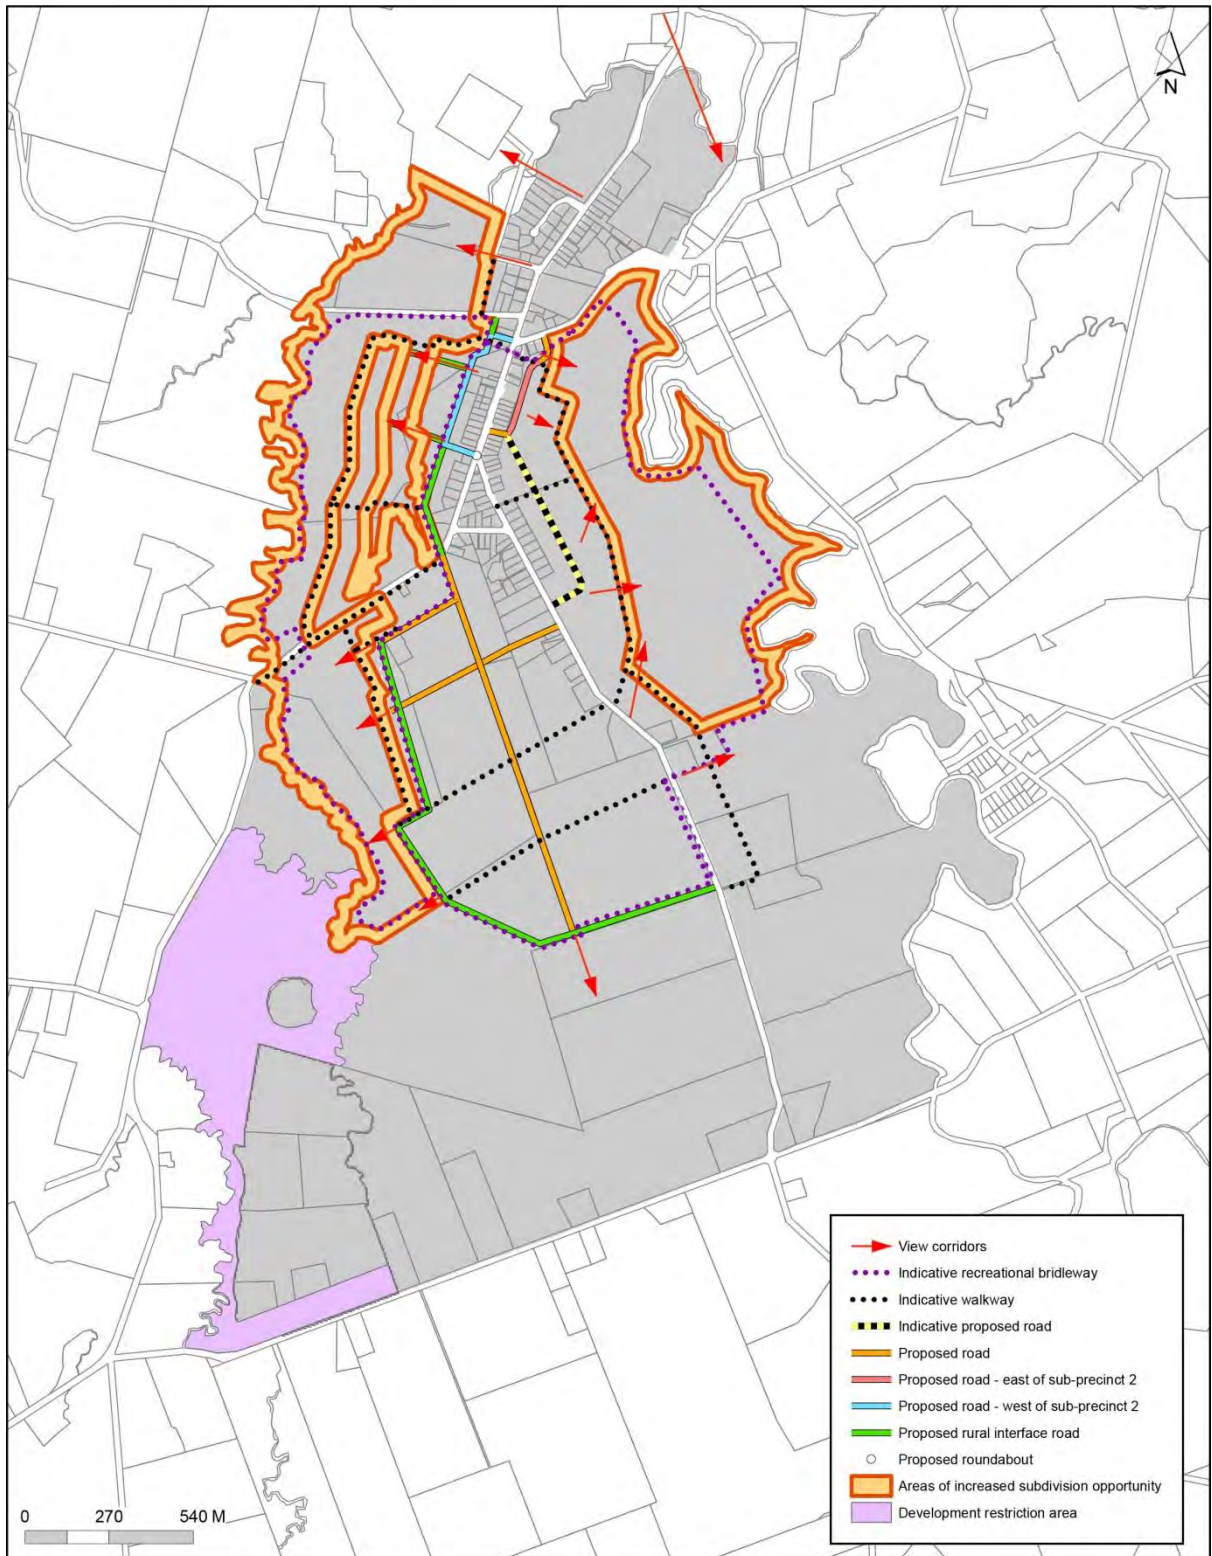 N
View corridors
Indicative recreational bridleway
Indicative walkway
Indicative proposed road
Proposed road
Proposed road - east of sub-precinct 2
Proposed road - west of sub-precinct 2
Proposed rural interface road
Proposed roundabout
Areas of increased subdivision opportunity
Development restriction area
0 270 540 M